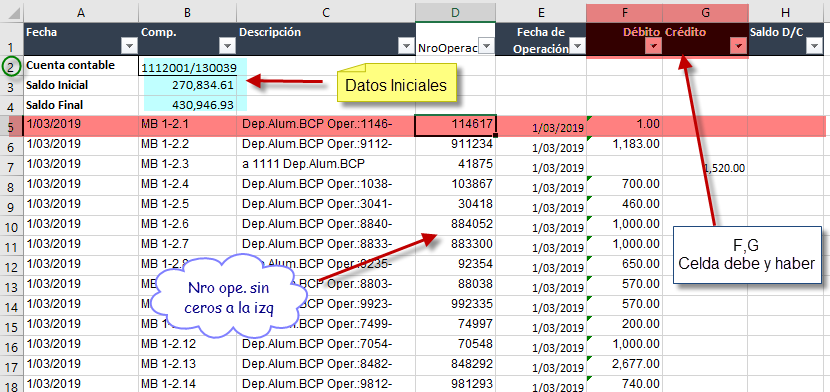 A B C D E F G H
1 Fecha Comp. Descripción NroOperac Fecha de Operación Débito Crédito Saldo D/C
2 Cuenta contable 1112001/130039
3 Saldo Inicial 270,834.61
4 Saldo Final 430,946.93
Datos Iniciales
5 1/03/2019 MB 1-2.1 Dep.Alum.BCP Oper.:1146- 114617 1/03/2019 1.00
6 1/03/2019 MB 1-2.2 Dep.Alum.BCP Oper.:9112- 911234 1/03/2019 1,183.00
7 1/03/2019 MB 1-2.3 a 1111 Dep.Alum.BCP 41875 1/03/2019 1,520.00
8 1/03/2019 MB 1-2.4 Dep.Alum.BCP Oper.:1038- 103867 1/03/2019 700.00
9 1/03/2019 MB 1-2.5 Dep.Alum.BCP Oper.:3041- 30418 1/03/2019 460.00
10 1/03/2019 MB 1-2.6 Dep.Alum.BCP Oper.:8840- 884052 1/03/2019 1,000.00
11 1/03/2019 MB 1-2.7 Dep.Alum.BCP Oper.:8833- 883300 1/03/2019 1,000.00
F,G
Celda debe y haber
12 1/03/2019 MB 1-2.8 Dep.Alum.BCP Oper.:9235- 92354 1/03/2019 650.00
13 1/03/2019 Dep.Alum.BCP Oper.:8803- 88038 1/03/2019 570.00
14 1/03/2019 Dep.Alum.BCP Oper.:9923- 992335 1/03/2019 570.00
Nro ope. sin
ceros a la izq
15 1/03/2019 Dep.Alum.BCP Oper.:7499- 74997 1/03/2019 200.00
16 1/03/2019 MB 1-2.12 Dep.Alum.BCP Oper.:7054- 70548 1/03/2019 1,000.00
17 1/03/2019 MB 1-2.13 Dep.Alum.BCP Oper.:8482- 848292 1/03/2019 2,677.00
18 1/03/2019 MB 1-2.14 Dep.Alum.BCP Oper.:9812- 981293 1/03/2019 740.00